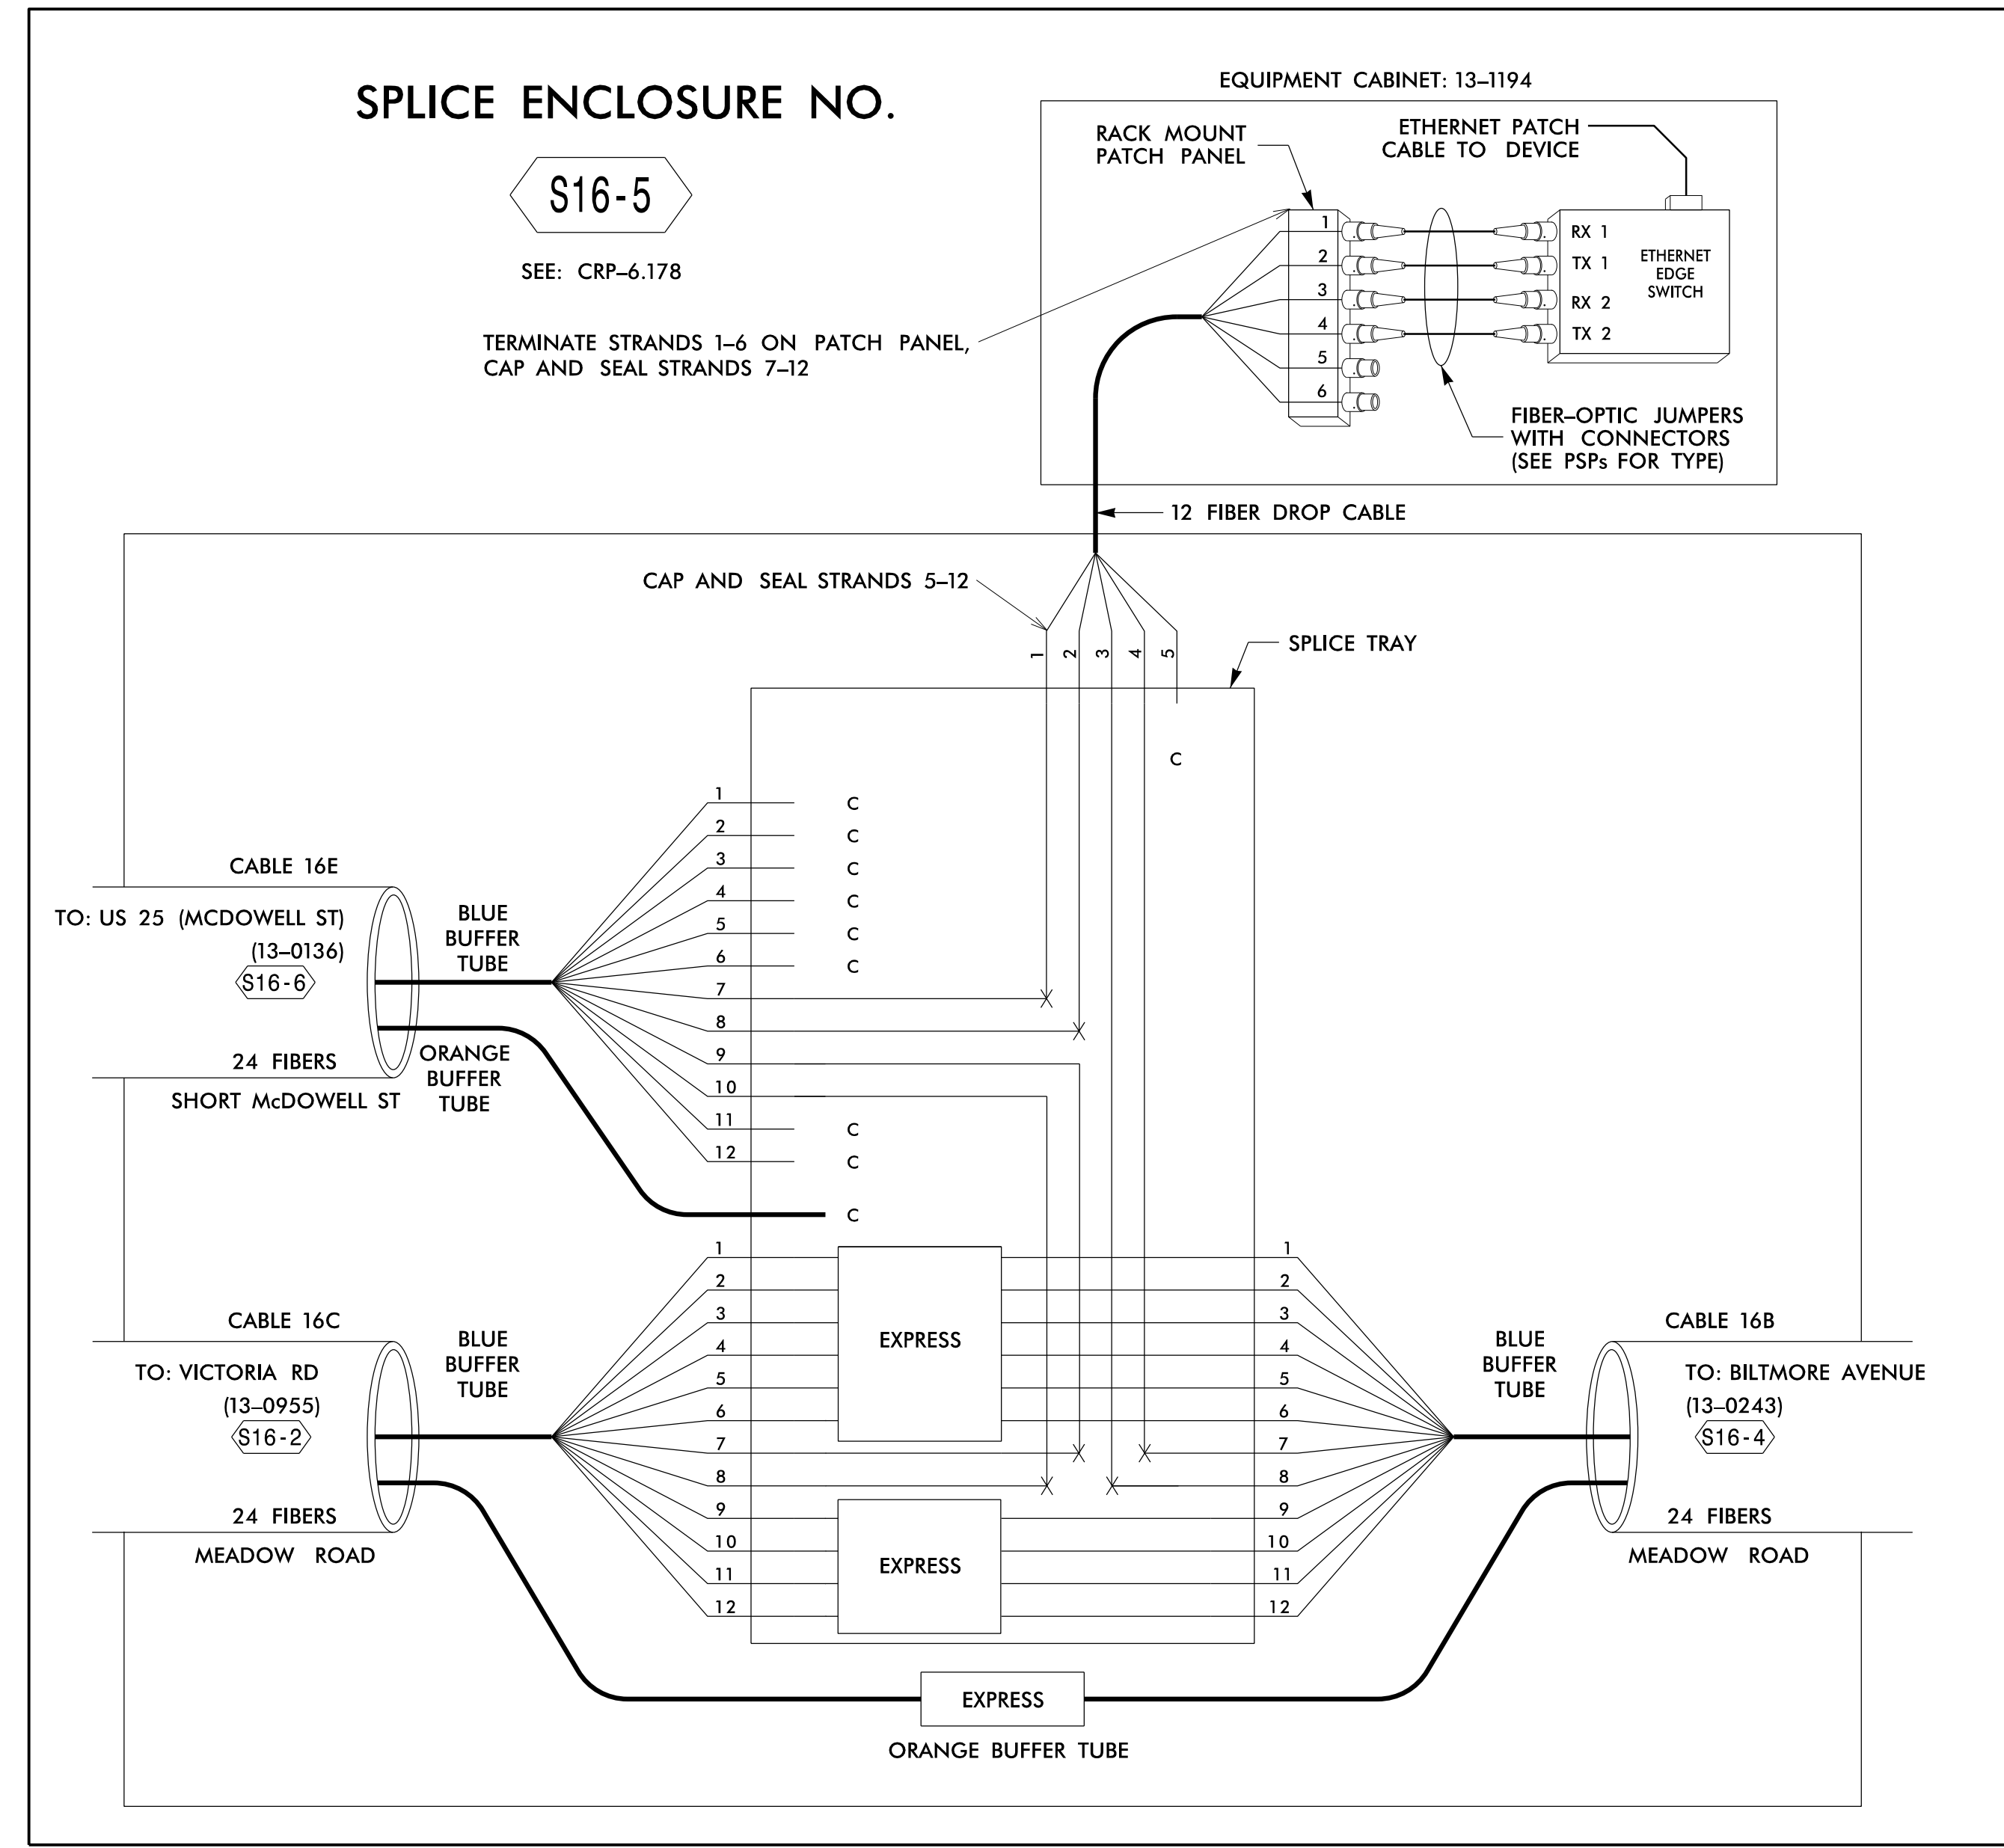 SPLICE ENCLOSURE NO.
S16-5
SEE: CRP–6.178
EQUIPMENT CABINET: 13–1194
RACK MOUNT
PATCH PANEL
ETHERNET PATCH
CABLE TO DEVICE
1
2
3
4
5
6
RX 1
TX 1
RX 2
TX 2
ETHERNET
EDGE
SWITCH
TERMINATE STRANDS 1–6 ON PATCH PANEL,
CAP AND SEAL STRANDS 7–12
FIBER–OPTIC JUMPERS
WITH CONNECTORS
(SEE PSPs FOR TYPE)
12 FIBER DROP CABLE
CAP AND SEAL STRANDS 5–12
1
2
3
4
5
SPLICE TRAY
C
CABLE 16E
TO: US 25 (MCDOWELL ST)
(13–0136)
S16-6
24 FIBERS
SHORT McDOWELL ST
BLUE
BUFFER
TUBE
ORANGE
BUFFER
TUBE
1 C
2 C
3 C
4 C
5 C
6 C
7
8
9
10
11 C
12 C
C
CABLE 16C
TO: VICTORIA RD
(13–0955)
S16-2
24 FIBERS
MEADOW ROAD
BLUE
BUFFER
TUBE
1
2
3
4
5
6
7
8
9
10
11
12
EXPRESS
EXPRESS
1
2
3
4
5
6
7
8
9
10
11
12
BLUE
BUFFER
TUBE
CABLE 16B
TO: BILTMORE AVENUE
(13–0243)
S16-4
24 FIBERS
MEADOW ROAD
EXPRESS
ORANGE BUFFER TUBE